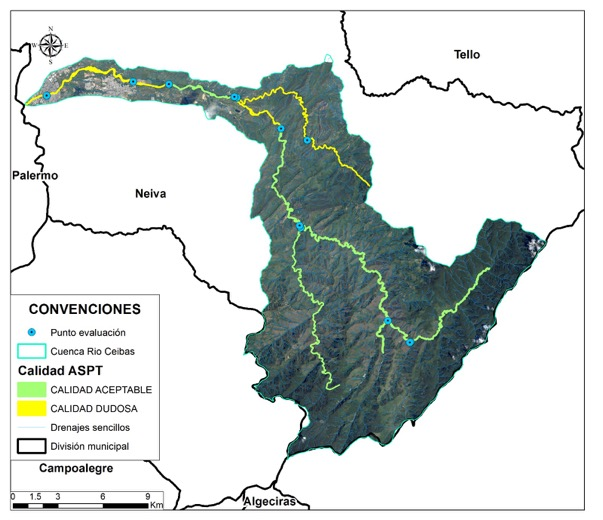 N
W E
S
Tello
Palermo
Neiva
CONVENCIONES
Punto evaluación
Cuenca Rio Ceibas
Calidad ASPT
CALIDAD ACEPTABLE
CALIDAD DUDOSA
Drenajes sencillos
División municipal
Campoalegre
Algeciras
0 1.5 3 6 9
Km